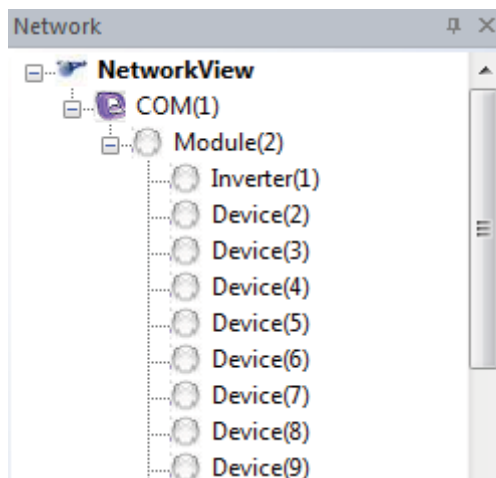 Network
NetworkView
COM(1)
Module(2)
Inverter(1)
Device(2)
Device(3)
Device(4)
Device(5)
Device(6)
Device(7)
Device(8)
Device(9)